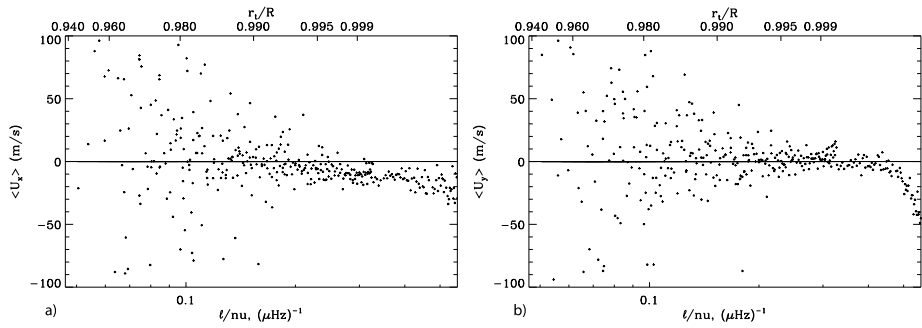 r_t/R
0.940 0.960 0.980 0.990 0.995 0.999
100
50
0
−50
−100
<U_x> (m/s)
0.1
a) ℓ/nu, (μHz)⁻¹
r_t/R
0.940 0.960 0.980 0.990 0.995 0.999
100
50
0
−50
−100
<U_y> (m/s)
0.1
b) ℓ/nu, (μHz)⁻¹